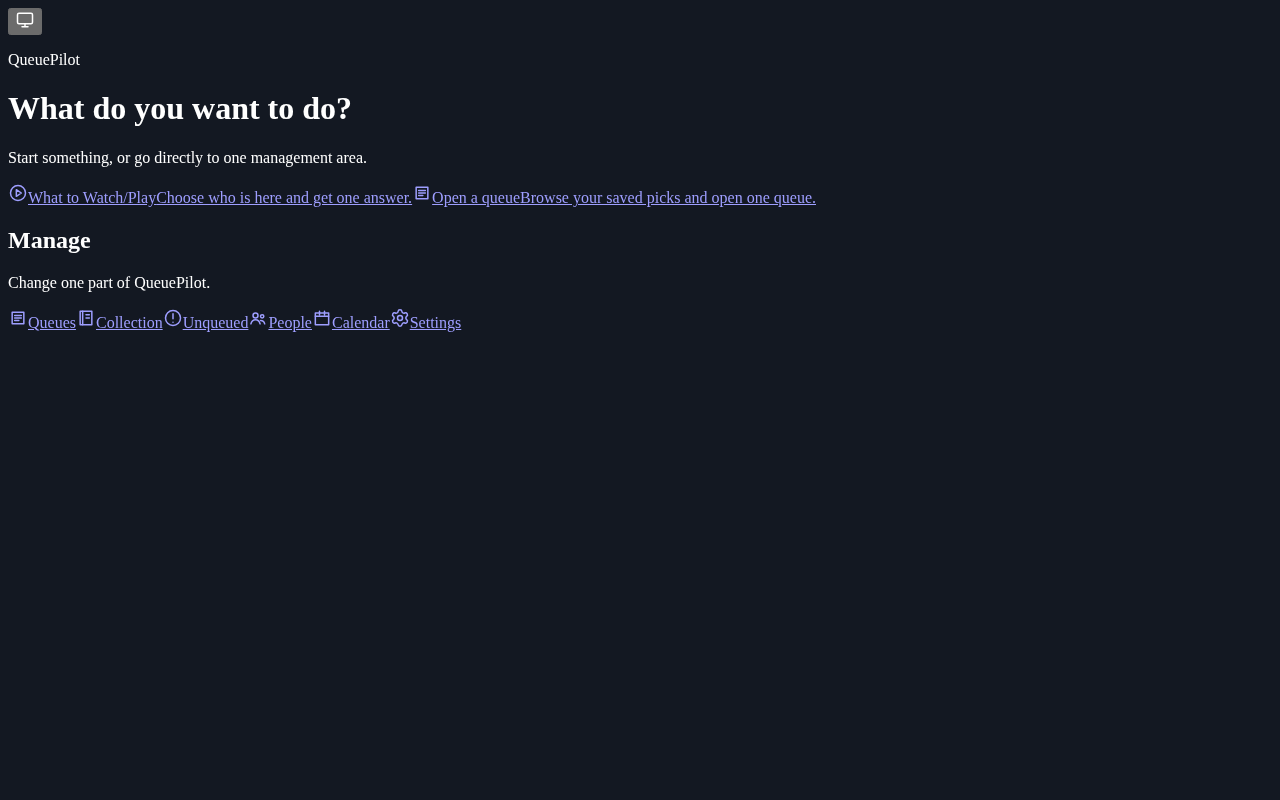 QueuePilot
What do you want to do?
Start something, or go directly to one management area.
What to Watch/PlayChoose who is here and get one answer. Open a queueBrowse your saved picks and open one queue.
Manage
Change one part of QueuePilot.
Queues Collection Unqueued People Calendar Settings